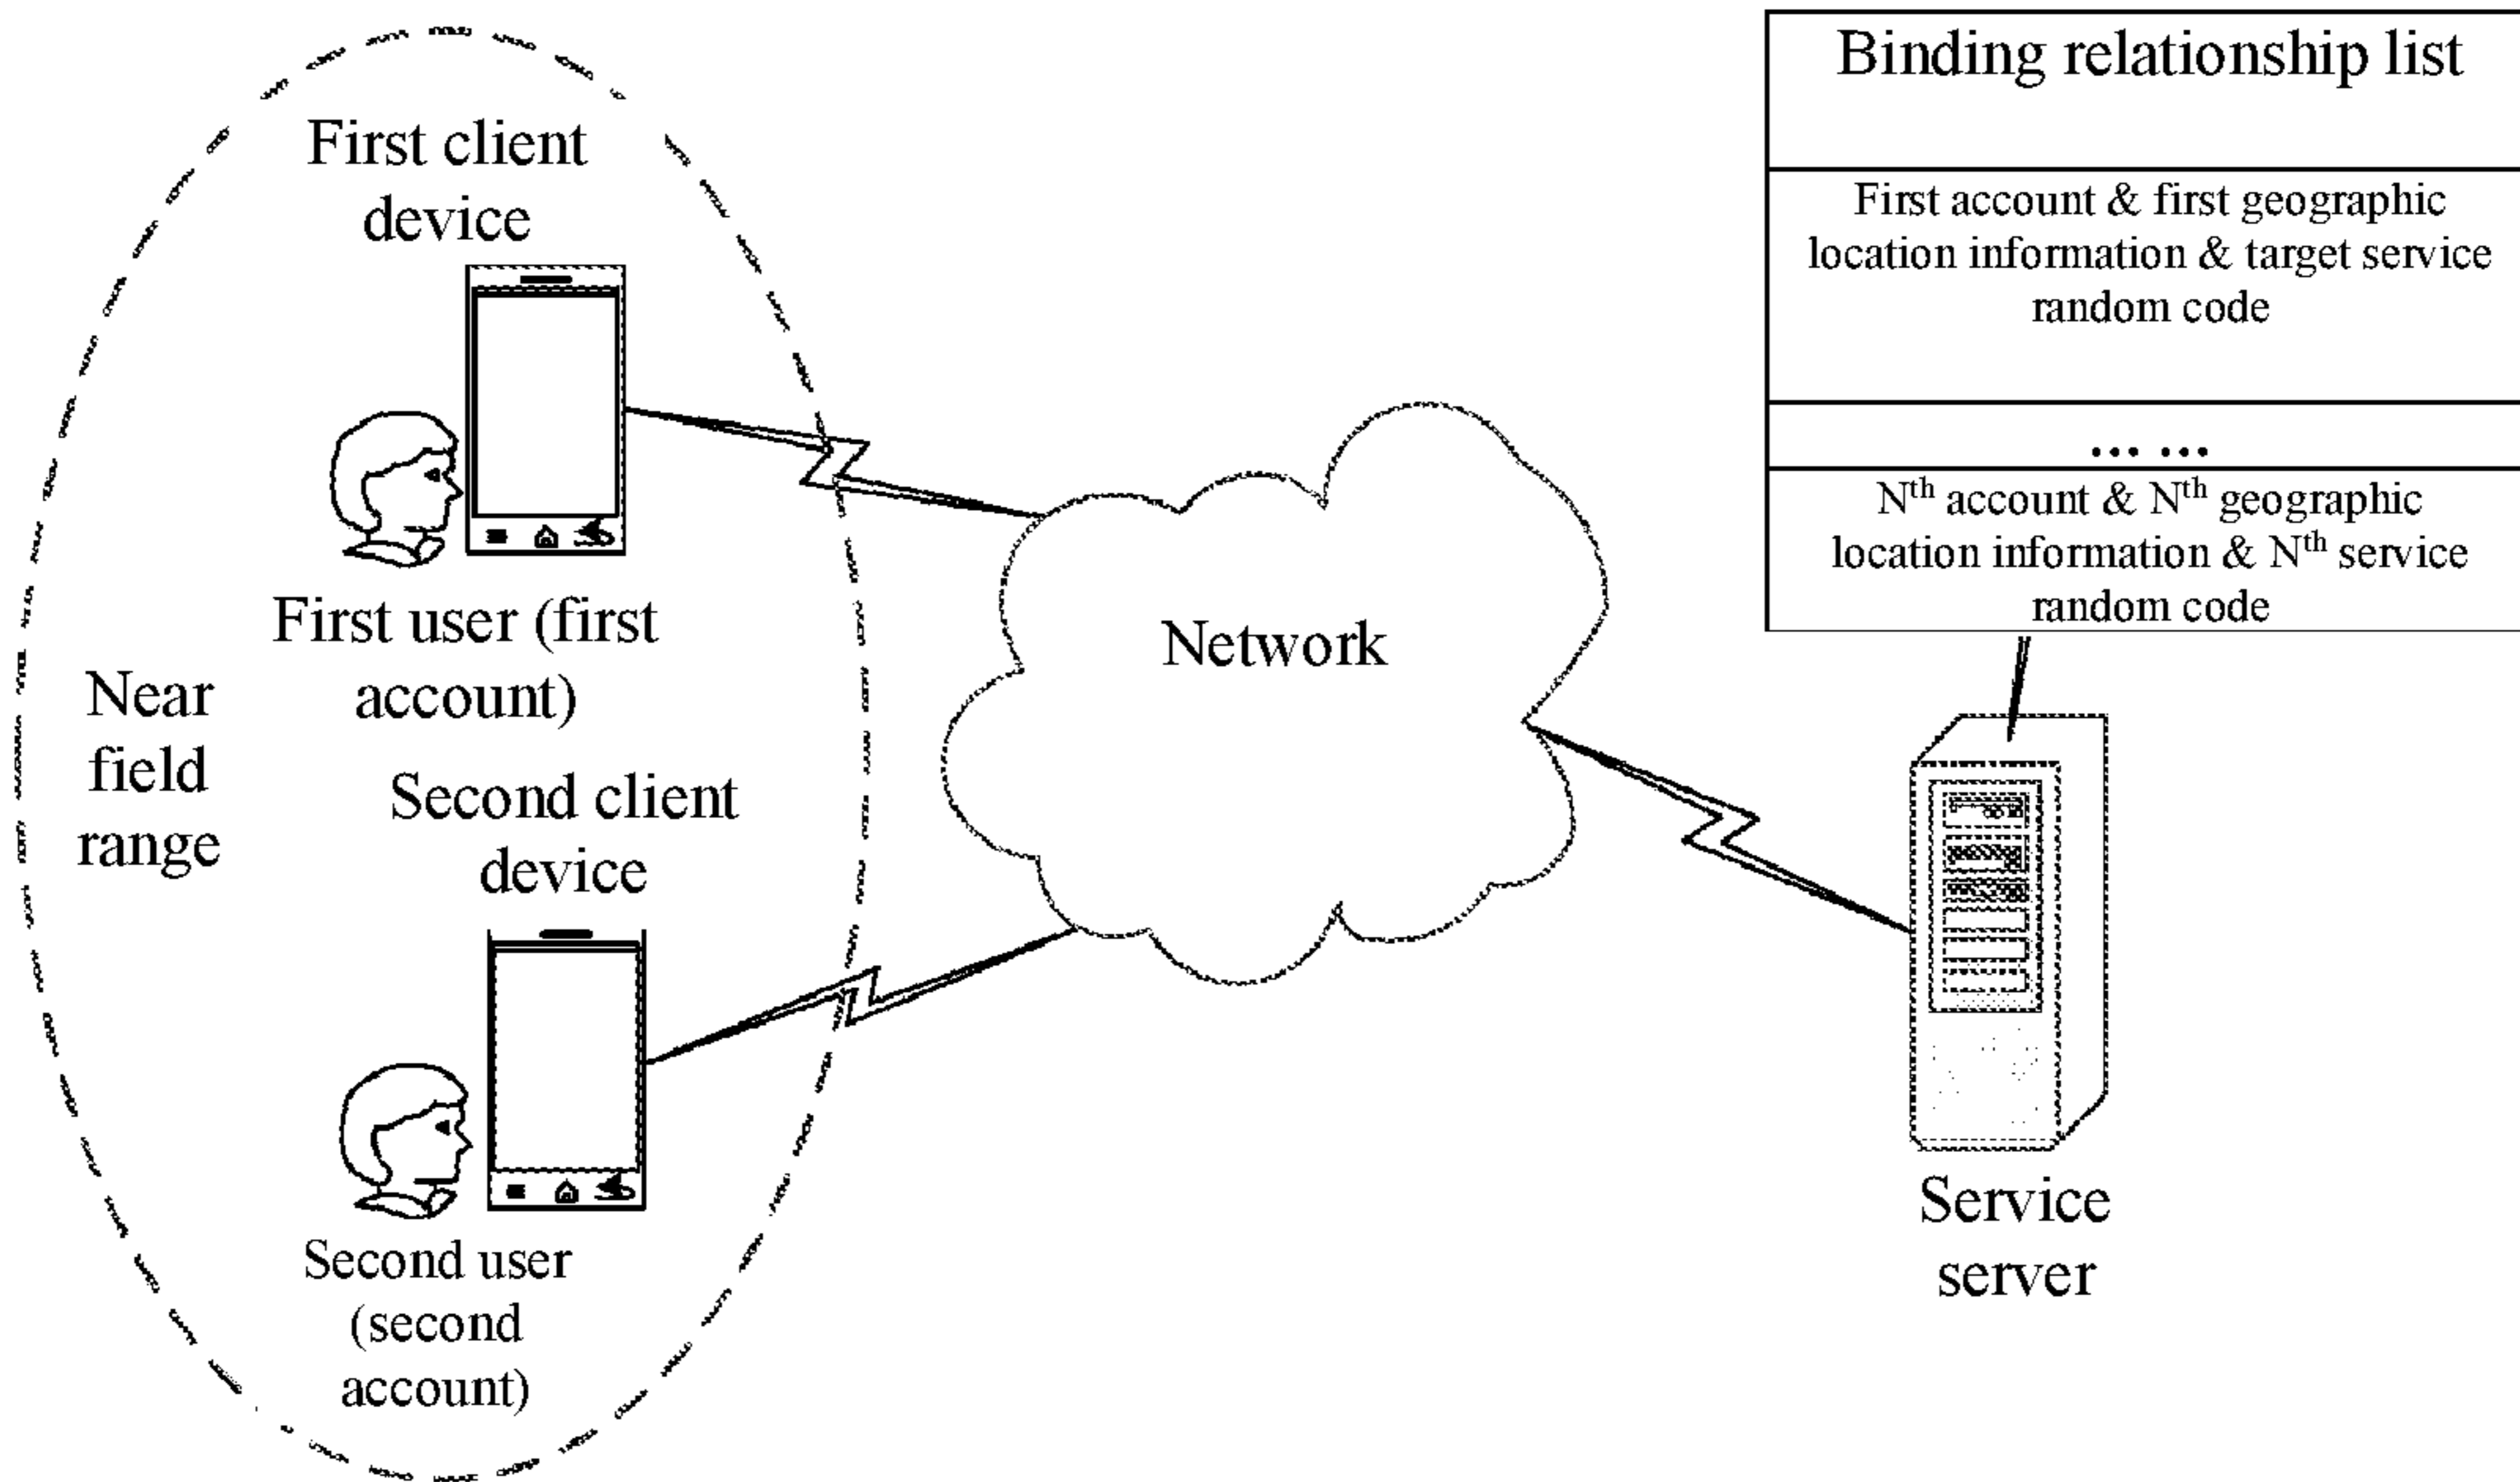 First client
device
First user (first
account)
Near
field
range
Second client
device
Second user
(second
account)
Network
Binding relationship list
First account & first geographic
location information & target service
random code
... ...
Nth account & Nth geographic
location information & Nth service
random code
Service
server